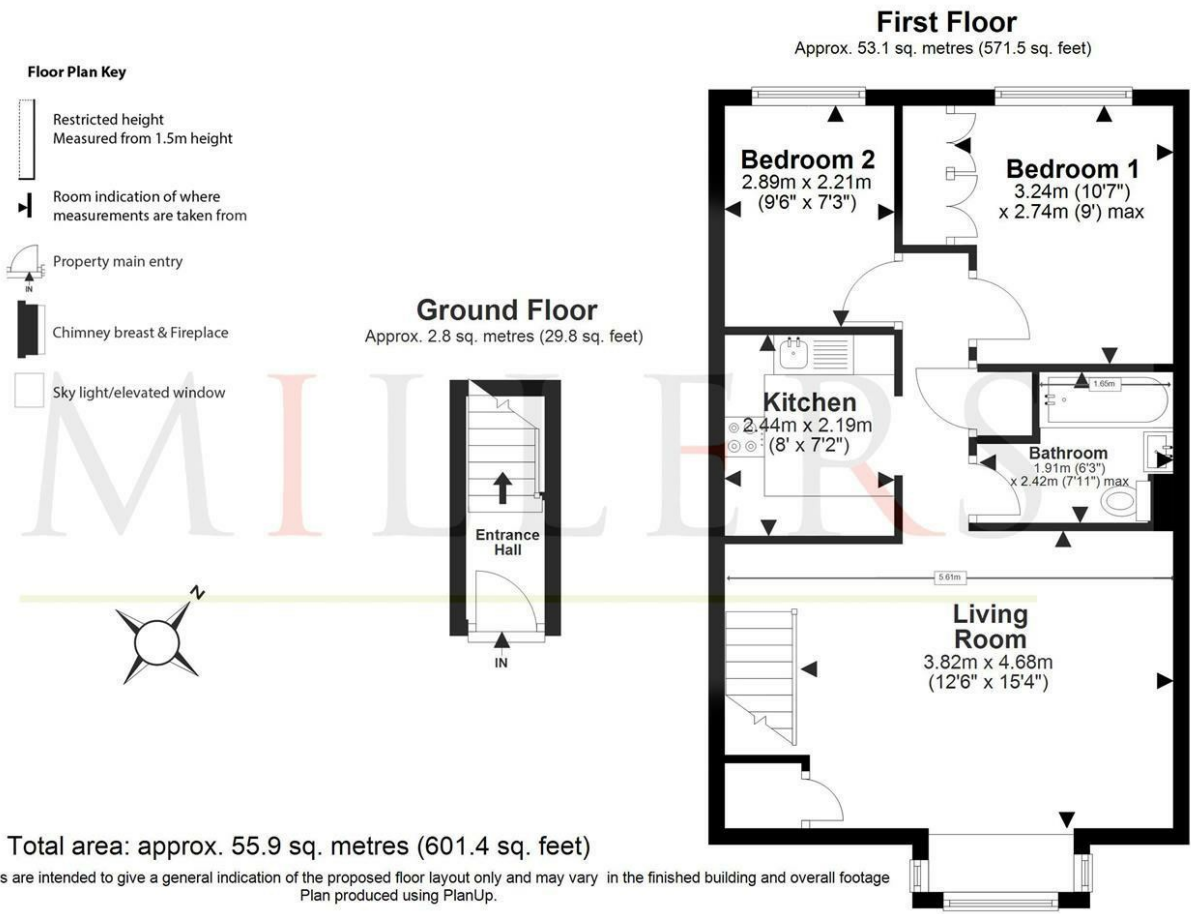 First Floor
Approx. 53.1 sq. metres (571.5 sq. feet)
Floor Plan Key
Restricted height
Measured from 1.5m height
Room indication of where
measurements are taken from
Property main entry
IN
Chimney breast & Fireplace
Sky light/elevated window
Ground Floor
Approx. 2.8 sq. metres (29.8 sq. feet)
Entrance
Hall
IN
Bedroom 2
2.89m x 2.21m
(9'6" x 7'3")
Bedroom 1
3.24m (10'7")
x 2.74m (9') max
Kitchen
2.44m x 2.19m
(8' x 7'2")
1.65m
Bathroom
1.91m (6'3")
x 2.42m (7'11") max
5.61m
Living
Room
3.82m x 4.68m
(12'6" x 15'4")
MILLERS
N
Total area: approx. 55.9 sq. metres (601.4 sq. feet)
s are intended to give a general indication of the proposed floor layout only and may vary in the finished building and overall footage
Plan produced using PlanUp.